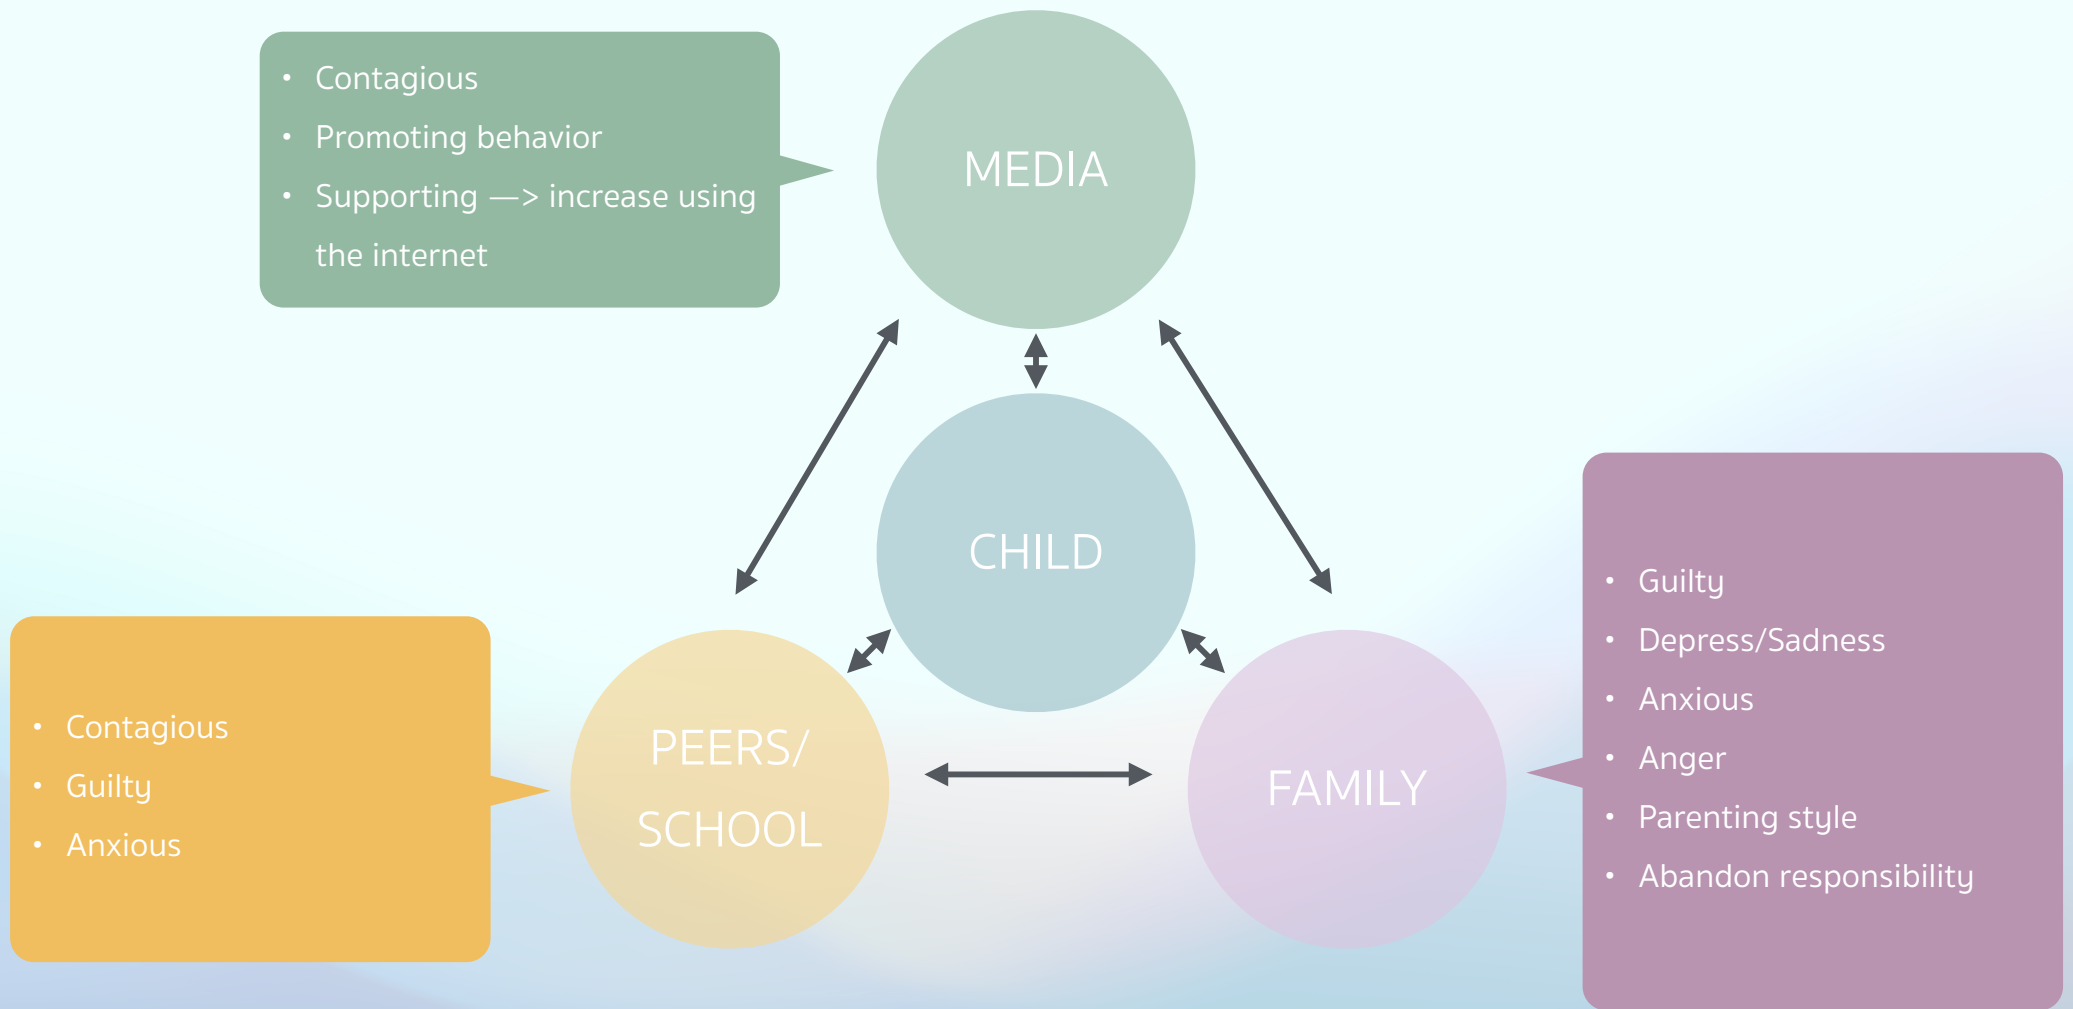 • Contagious
• Promoting behavior
• Supporting —> increase using
the internet
MEDIA
CHILD
PEERS/
SCHOOL
FAMILY
• Contagious
• Guilty
• Anxious
• Guilty
• Depress/Sadness
• Anxious
• Anger
• Parenting style
• Abandon responsibility